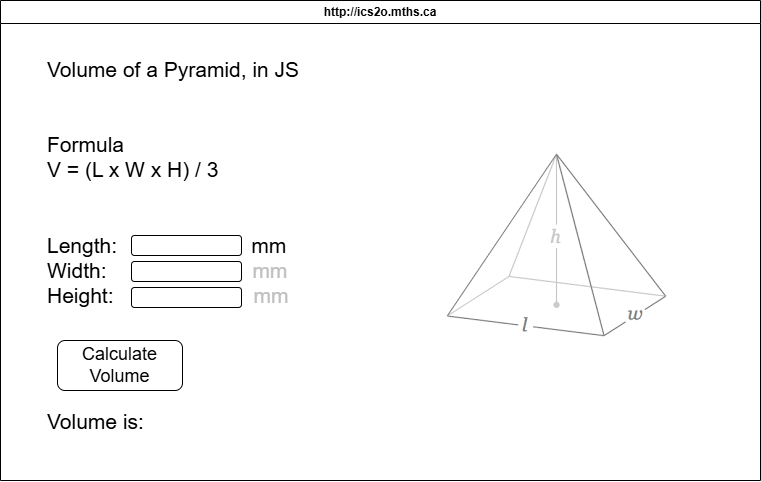 http://ics2o.mths.ca
Volume of a Pyramid, in JS
Formula
V = (L x W x H) / 3
Length: mm
Width: mm
Height: mm
h
l
w
Calculate
Volume
Volume is: